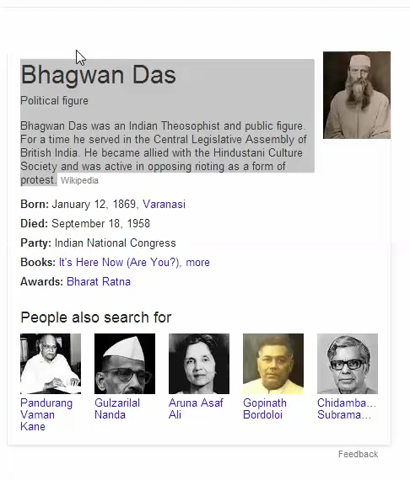 Bhagwan Das
Political figure
Bhagwan Das was an Indian Theosophist and public figure.
For a time he served in the Central Legislative Assembly of
British India. He became allied with the Hindustani Culture
Society and was active in opposing rioting as a form of
protest. Wikipedia
Born: January 12, 1869, Varanasi
Died: September 18, 1958
Party: Indian National Congress
Books: It's Here Now (Are You?), more
Awards: Bharat Ratna
People also search for
Pandurang
Vaman
Kane
Gulzarilal
Nanda
Aruna Asaf
Ali
Gopinath
Bordoloi
Chidamba...
Subrama...
Feedback